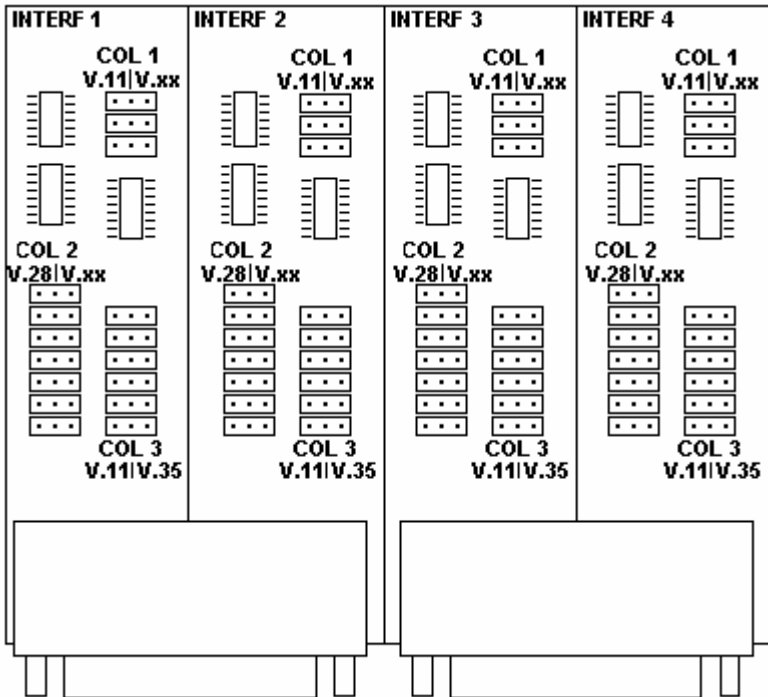 INTERF 1
COL 1
V.11|V.xx
COL 2
V.28|V.xx
COL 3
V.11|V.35
INTERF 2
COL 1
V.11|V.xx
COL 2
V.28|V.xx
COL 3
V.11|V.35
INTERF 3
COL 1
V.11|V.xx
COL 2
V.28|V.xx
COL 3
V.11|V.35
INTERF 4
COL 1
V.11|V.xx
COL 2
V.28|V.xx
COL 3
V.11|V.35